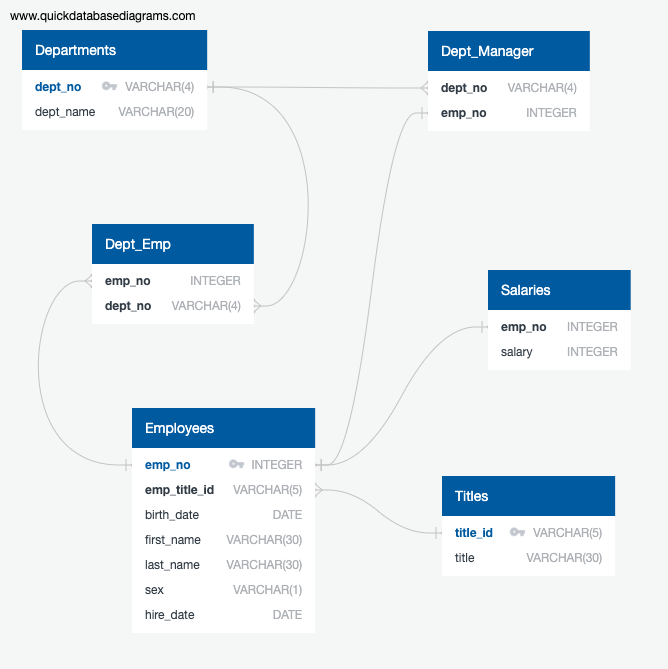 www.quickdatabasediagrams.com
Departments
dept_no VARCHAR(4)
dept_name VARCHAR(20)
Dept_Manager
dept_no VARCHAR(4)
emp_no INTEGER
Dept_Emp
emp_no INTEGER
dept_no VARCHAR(4)
Salaries
emp_no INTEGER
salary INTEGER
Employees
emp_no INTEGER
emp_title_id VARCHAR(5)
birth_date DATE
first_name VARCHAR(30)
last_name VARCHAR(30)
sex VARCHAR(1)
hire_date DATE
Titles
title_id VARCHAR(5)
title VARCHAR(30)